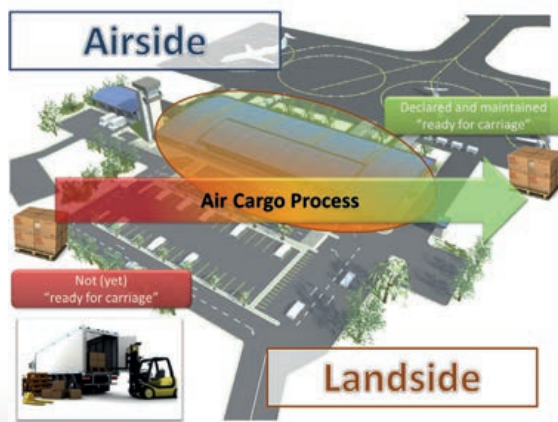 Airside
Declared and maintained
"ready for carriage"
Air Cargo Process
Not (yet)
"ready for carriage"
Landside